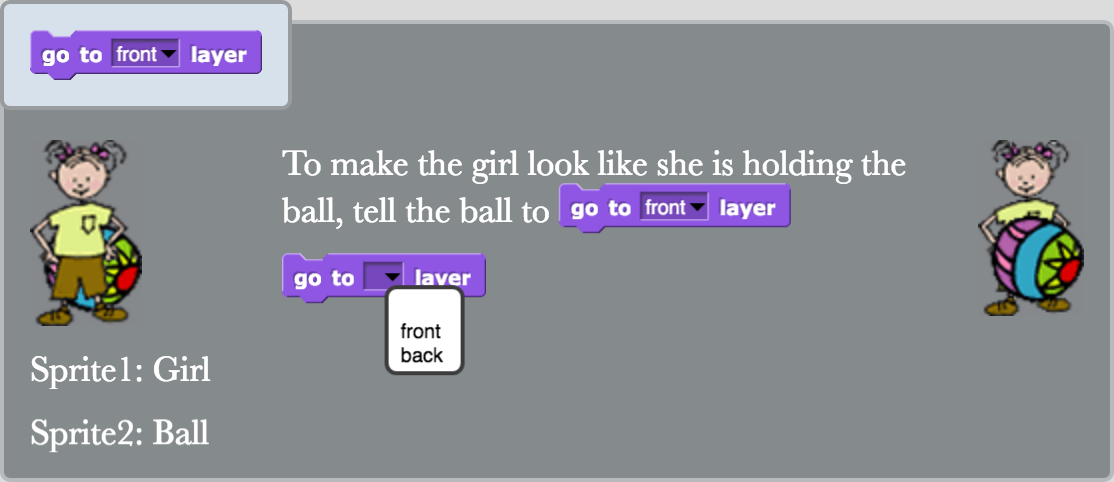 go to front layer
To make the girl look like she is holding the
ball, tell the ball to go to front layer
go to layer
front
back
Sprite1: Girl
Sprite2: Ball